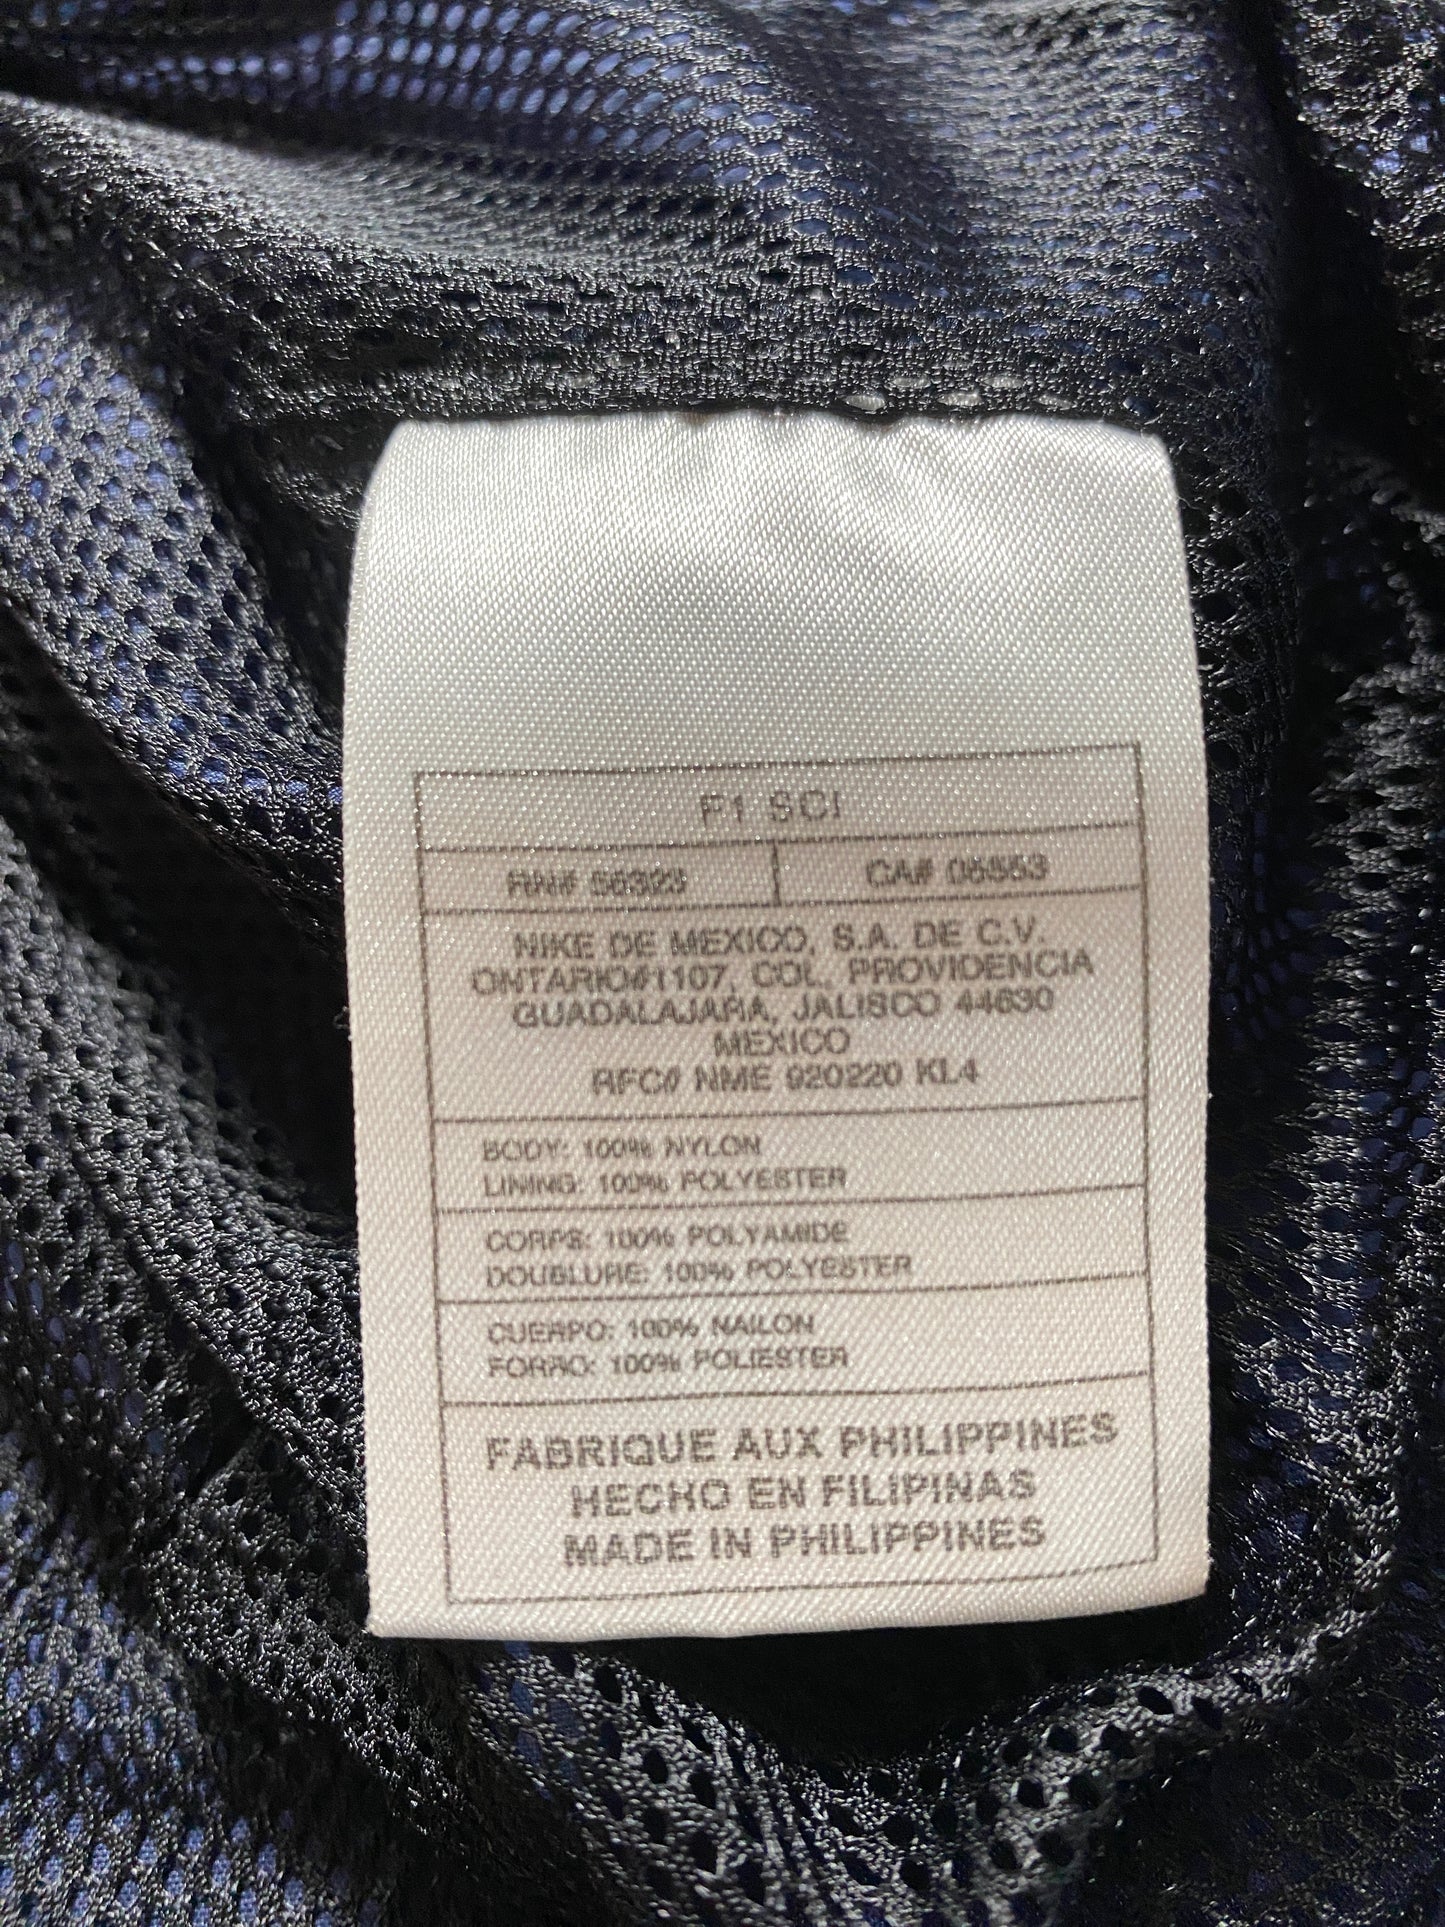 F1 SCI
RN# 56323 CA# 05553
NIKE DE MEXICO, S.A. DE C.V.
ONTARIO#1107, COL. PROVIDENCIA
GUADALAJARA, JALISCO 44630
MEXICO
RFC# NME 920220 KL4
BODY: 100% NYLON
LINING: 100% POLYESTER
CORPS: 100% POLYAMIDE
DOUBLURE: 100% POLYESTER
CUERPO: 100% NAILON
FORRO: 100% POLIESTER
FABRIQUE AUX PHILIPPINES
HECHO EN FILIPINAS
MADE IN PHILIPPINES